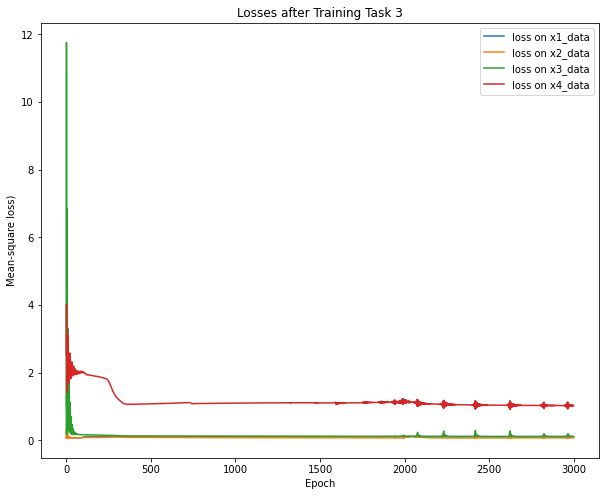 Losses after Training Task 3
loss on x1_data
loss on x2_data
loss on x3_data
loss on x4_data
Mean-square loss)
12
10
8
6
4
2
0
0 500 1000 1500 2000 2500 3000
Epoch